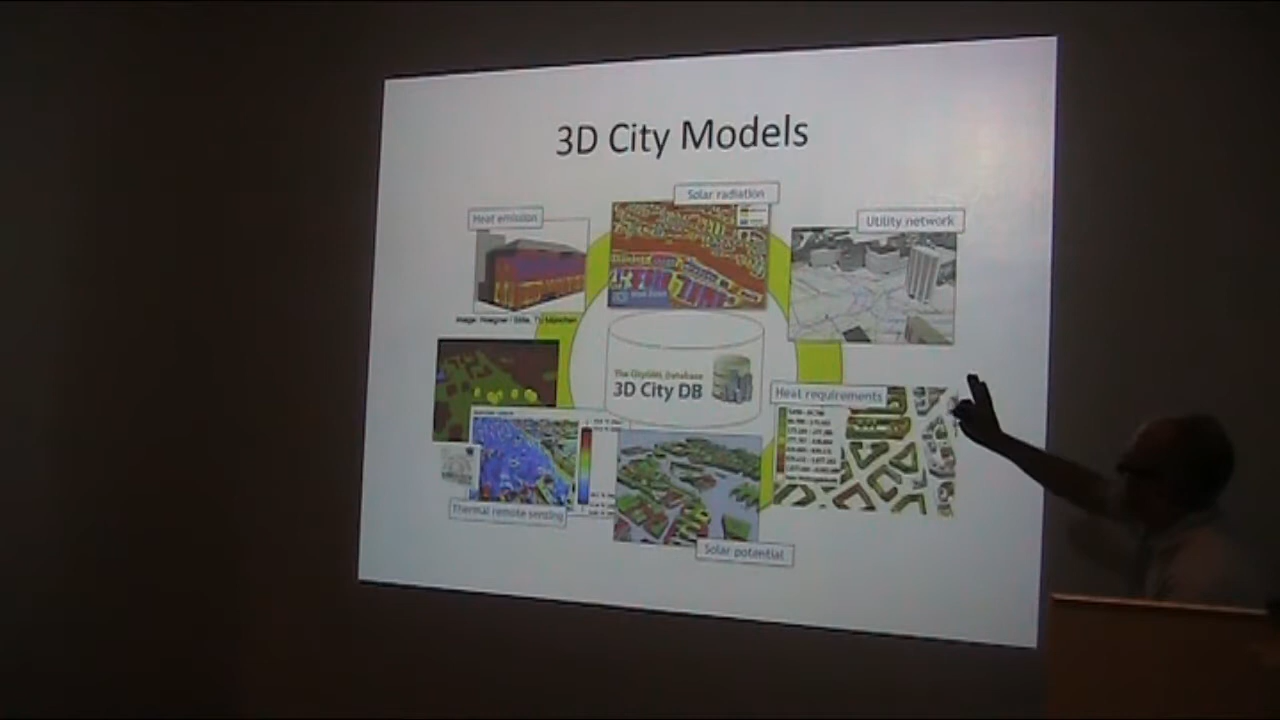 3D City Models
Solar radiation
Heat emission
Utility network
The CityGML Database
3D City DB
Heat requirements
Thermal remote sensing
Solar potential